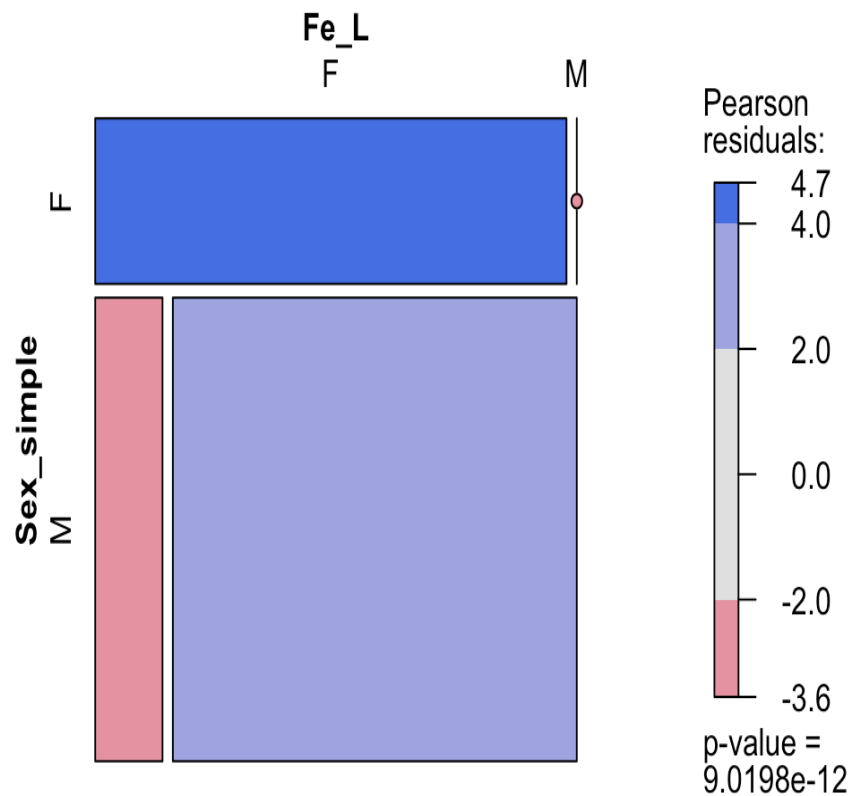 Fe_L
F M
Sex_simple
F
M
Pearson
residuals:
4.7
4.0
2.0
0.0
-2.0
-3.6
p-value =
9.0198e-12